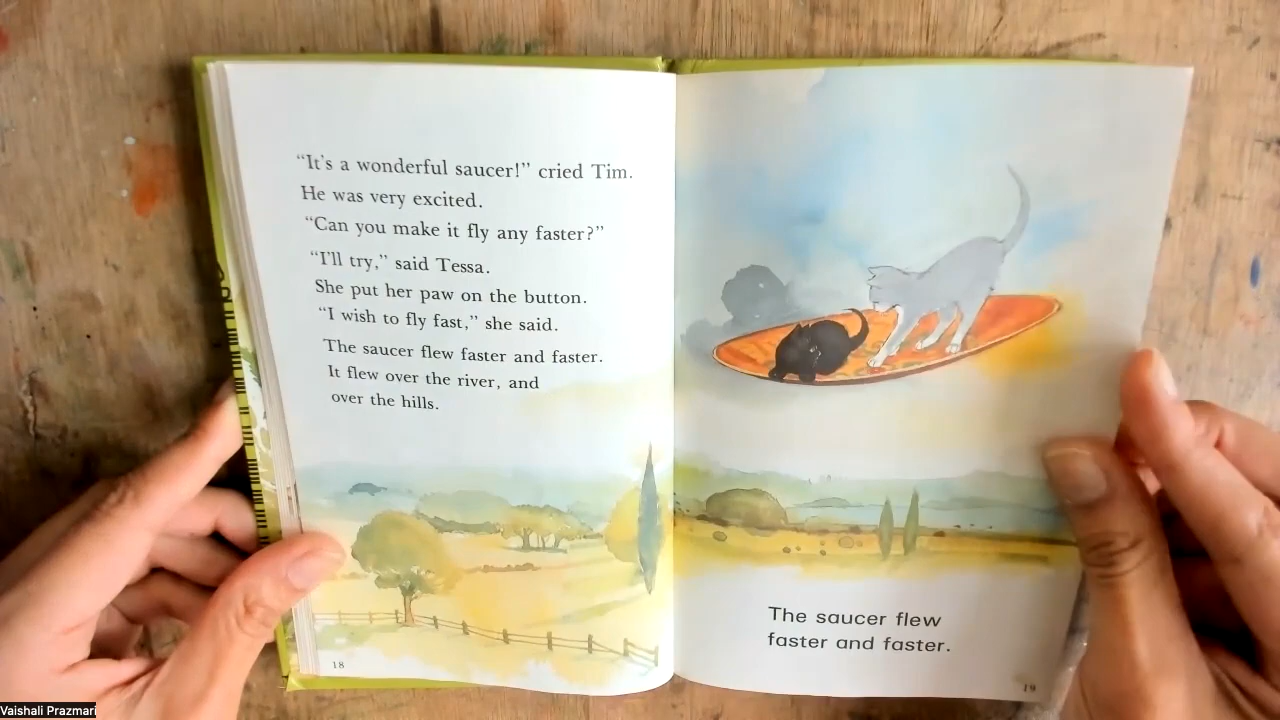 “It's a wonderful saucer!” cried Tim.
He was very excited.
“Can you make it fly any faster?”
“I'll try,” said Tessa.
She put her paw on the button.
“I wish to fly fast,” she said.
The saucer flew faster and faster.
It flew over the river, and
over the hills.
18
The saucer flew
faster and faster.
19
Vaishali Prazmari